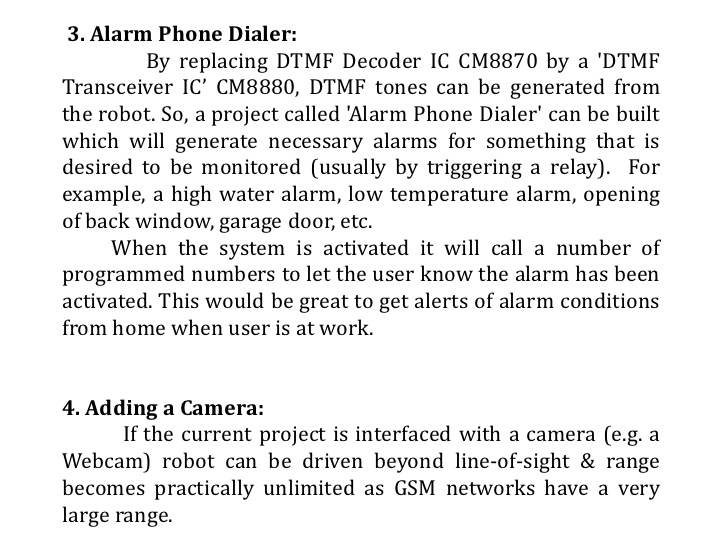 3. Alarm Phone Dialer:
By replacing DTMF Decoder IC CM8870 by a 'DTMF
Transceiver IC’ CM8880, DTMF tones can be generated from
the robot. So, a project called 'Alarm Phone Dialer' can be built
which will generate necessary alarms for something that is
desired to be monitored (usually by triggering a relay). For
example, a high water alarm, low temperature alarm, opening
of back window, garage door, etc.
When the system is activated it will call a number of
programmed numbers to let the user know the alarm has been
activated. This would be great to get alerts of alarm conditions
from home when user is at work.
4. Adding a Camera:
If the current project is interfaced with a camera (e.g. a
Webcam) robot can be driven beyond line-of-sight & range
becomes practically unlimited as GSM networks have a very
large range.